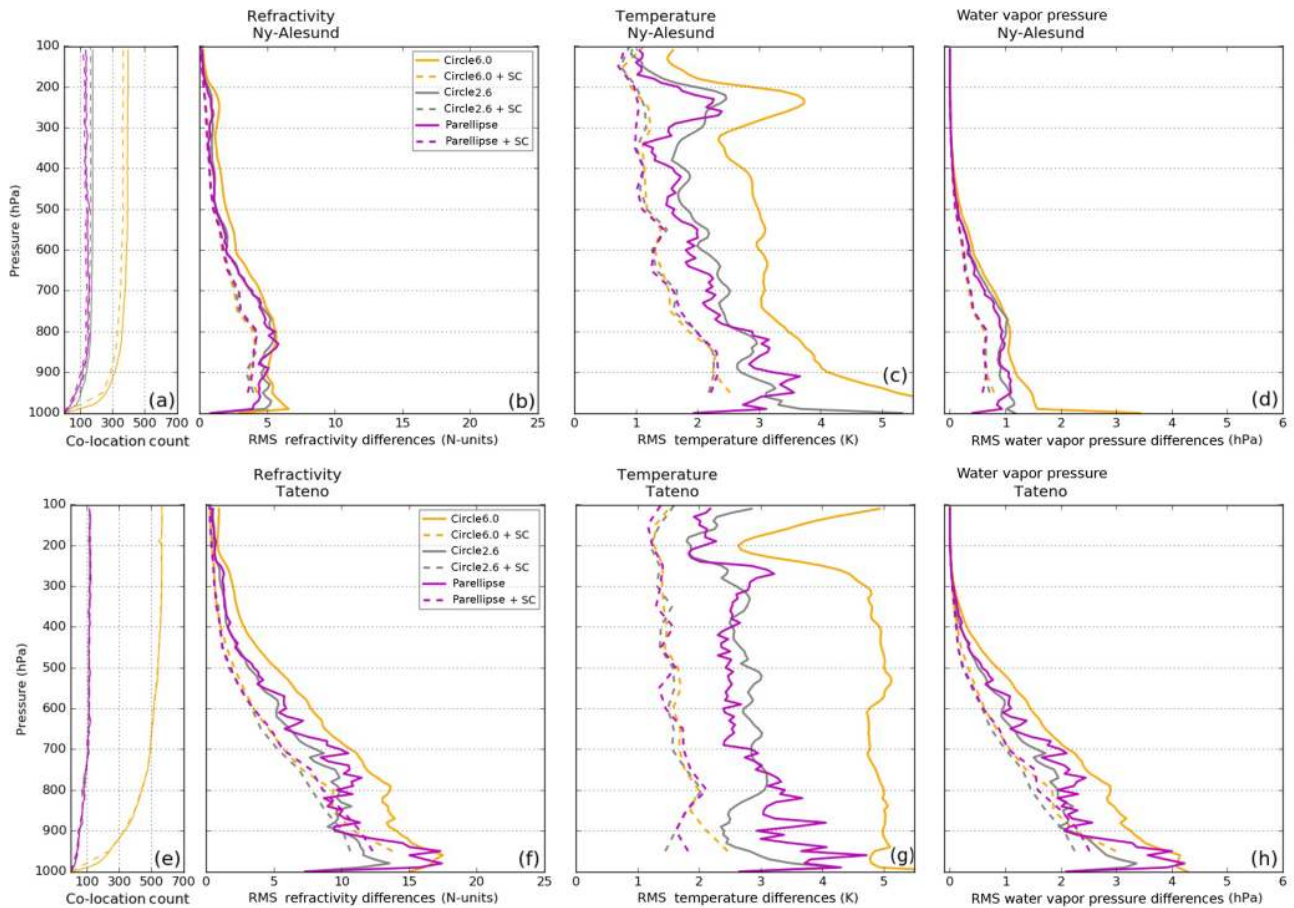 Refractivity
Ny-Alesund
Temperature
Ny-Alesund
Water vapor pressure
Ny-Alesund
100
200
300
400
500
600
700
800
900
1000
Pressure (hPa)
Circle6.0
Circle6.0 + SC
Circle2.6
Circle2.6 + SC
Parellipse
Parellipse + SC
(a)
(b)
(c)
(d)
100 300 500 700
0 5 10 15 20 25
0 1 2 3 4 5
0 1 2 3 4 5 6
Co-location count
RMS refractivity differences (N-units)
RMS temperature differences (K)
RMS water vapor pressure differences (hPa)
Refractivity
Tateno
Temperature
Tateno
Water vapor pressure
Tateno
100
200
300
400
500
600
700
800
900
1000
Pressure (hPa)
Circle6.0
Circle6.0 + SC
Circle2.6
Circle2.6 + SC
Parellipse
Parellipse + SC
(e)
(f)
(g)
(h)
100 300 500 700
0 5 10 15 20 25
0 1 2 3 4 5
0 1 2 3 4 5 6
Co-location count
RMS refractivity differences (N-units)
RMS temperature differences (K)
RMS water vapor pressure differences (hPa)